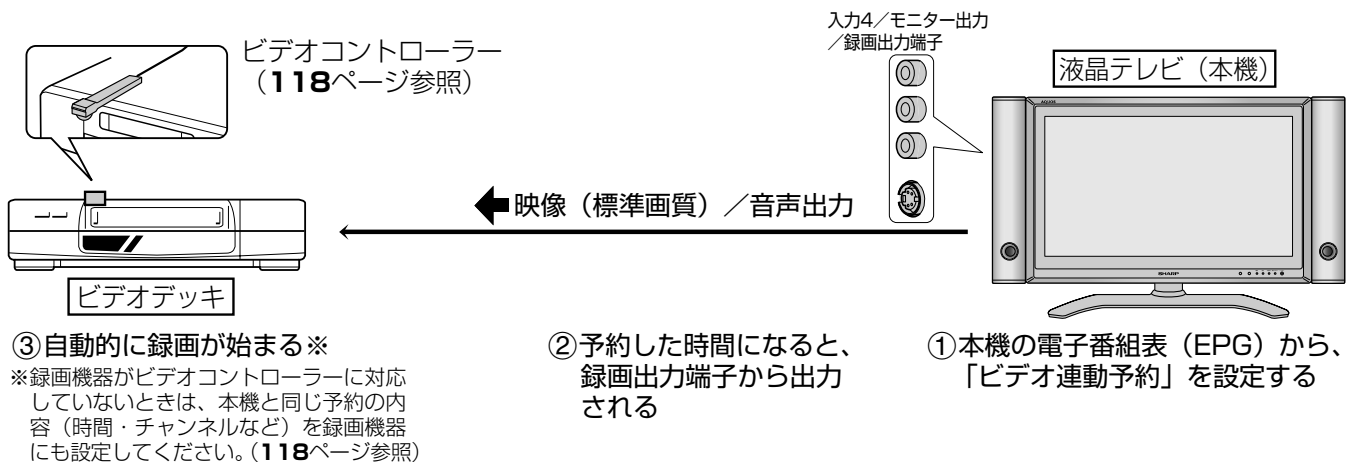 ビデオコントローラー
（118ページ参照）
入力4／モニター出力
／録画出力端子
液晶テレビ（本機）
AQUOS
SHARP
映像（標準画質）／音声出力
ビデオデッキ
③自動的に録画が始まる※
※録画機器がビデオコントローラーに対応
していないときは、本機と同じ予約の内
容（時間・チャンネルなど）を録画機器
にも設定してください。（118ページ参照）
②予約した時間になると、
録画出力端子から出力
される
①本機の電子番組表（EPG）から、
「ビデオ連動予約」を設定する